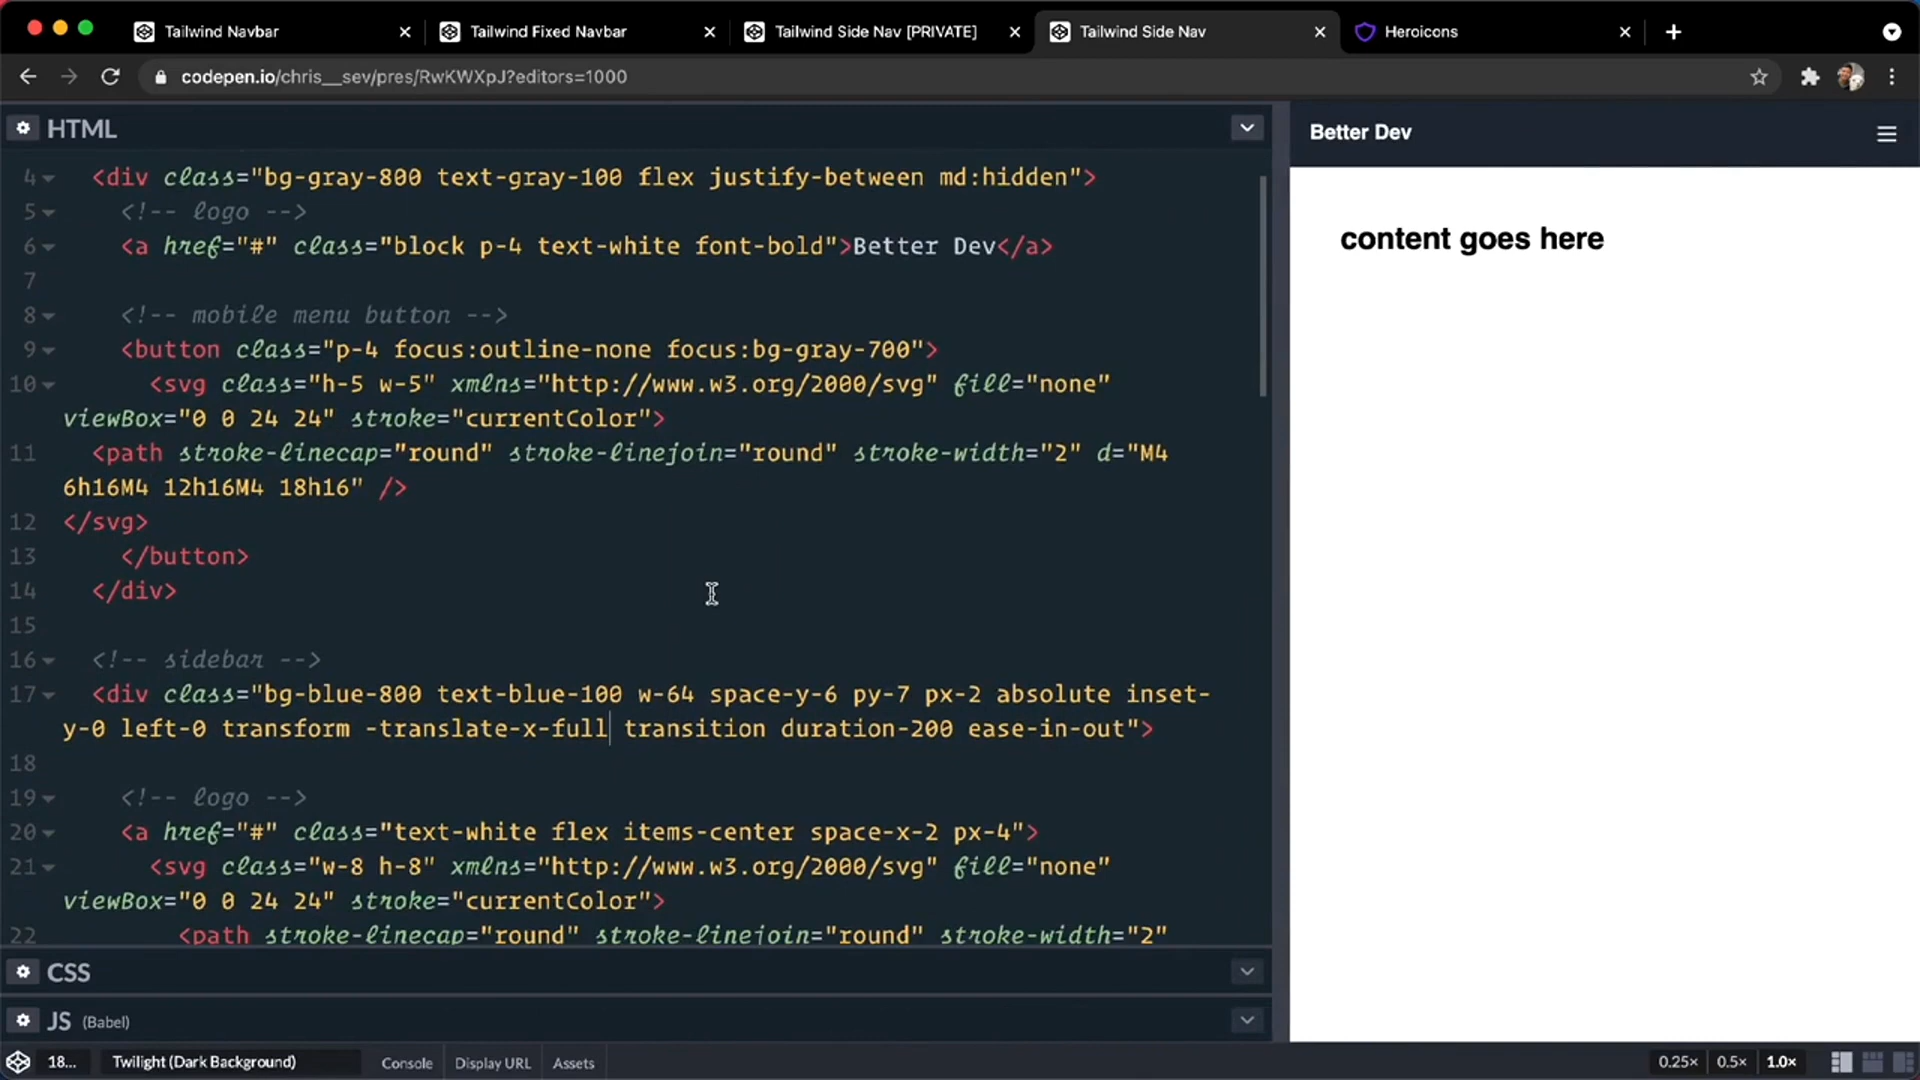 Tailwind Navbar
Tailwind Fixed Navbar
Tailwind Side Nav [PRIVATE]
Tailwind Side Nav
Heroicons
codepen.io/chris__sev/pres/RwKWXpJ?editors=1000
HTML
4 <div class="bg-gray-800 text-gray-100 flex justify-between md:hidden">
5 <!-- logo -->
6 <a href="#" class="block p-4 text-white font-bold">Better Dev</a>
7
8 <!-- mobile menu button -->
9 <button class="p-4 focus:outline-none focus:bg-gray-700">
10 <svg class="h-5 w-5" xmlns="http://www.w3.org/2000/svg" fill="none"
viewBox="0 0 24 24" stroke="currentColor">
11 <path stroke-linecap="round" stroke-linejoin="round" stroke-width="2" d="M4
6h16M4 12h16M4 18h16" />
12 </svg>
13 </button>
14 </div>
15
16 <!-- sidebar -->
17 <div class="bg-blue-800 text-blue-100 w-64 space-y-6 py-7 px-2 absolute inset-
y-0 left-0 transform -translate-x-full transition duration-200 ease-in-out">
18
19 <!-- logo -->
20 <a href="#" class="text-white flex items-center space-x-2 px-4">
21 <svg class="w-8 h-8" xmlns="http://www.w3.org/2000/svg" fill="none"
viewBox="0 0 24 24" stroke="currentColor">
22 <path stroke-linecap="round" stroke-linejoin="round" stroke-width="2"
CSS
JS (Babel)
18... Twilight (Dark Background) Console Display URL Assets
0.25× 0.5× 1.0×
Better Dev
content goes here